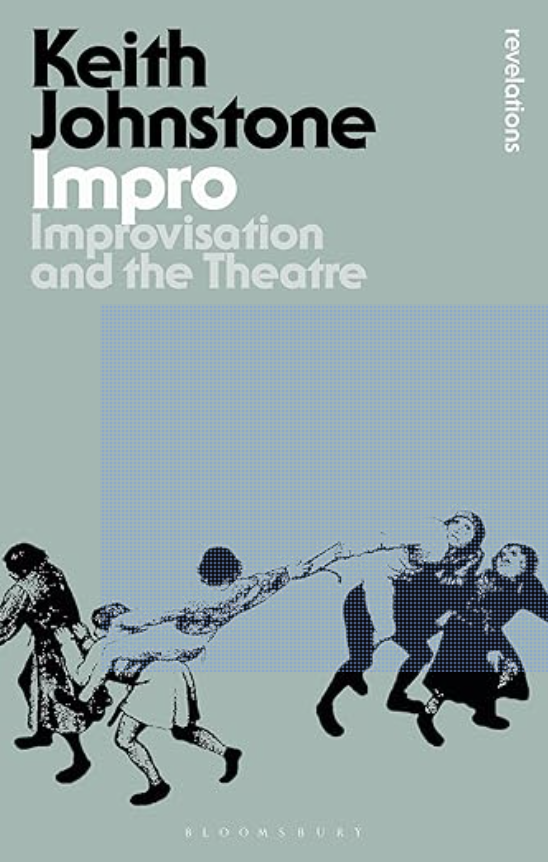 Keith
Johnstone
Impro
Improvisation
and the Theatre
revelations
BLOOMSBURY